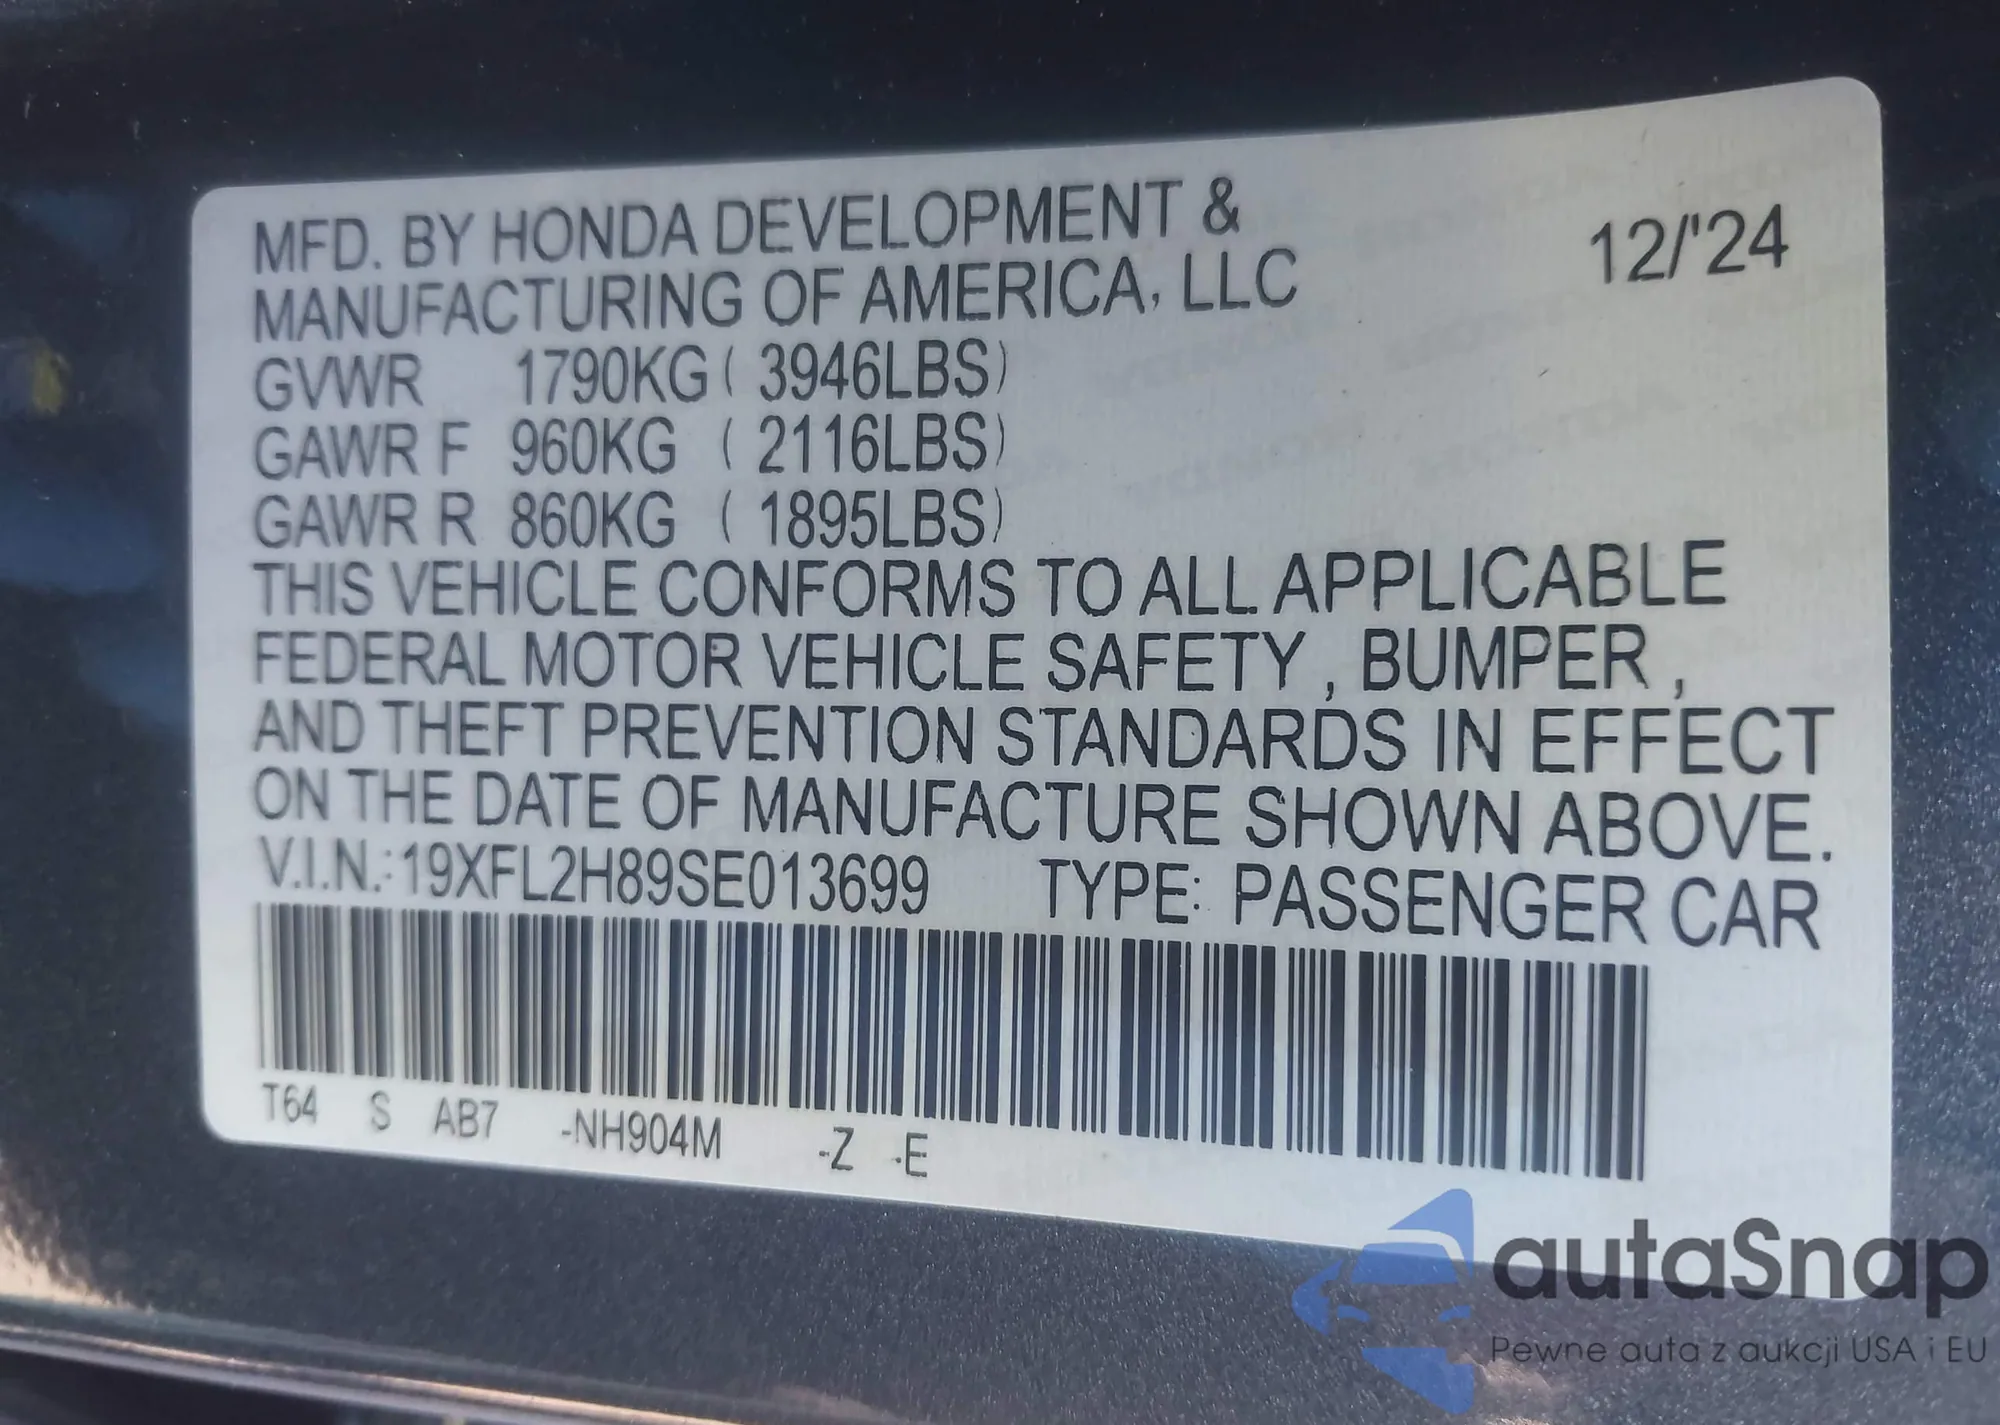 MFD. BY HONDA DEVELOPMENT &
MANUFACTURING OF AMERICA, LLC
12/'24
GVWR 1790KG ( 3946LBS)
GAWR F 960KG ( 2116LBS)
GAWR R 860KG ( 1895LBS)
THIS VEHICLE CONFORMS TO ALL APPLICABLE
FEDERAL MOTOR VEHICLE SAFETY , BUMPER ,
AND THEFT PREVENTION STANDARDS IN EFFECT
ON THE DATE OF MANUFACTURE SHOWN ABOVE.
V.I.N.:19XFL2H89SE013699 TYPE: PASSENGER CAR
T64 S AB7 -NH904M -Z -E
autaSnap
Pewne auta z aukcji USA i EU